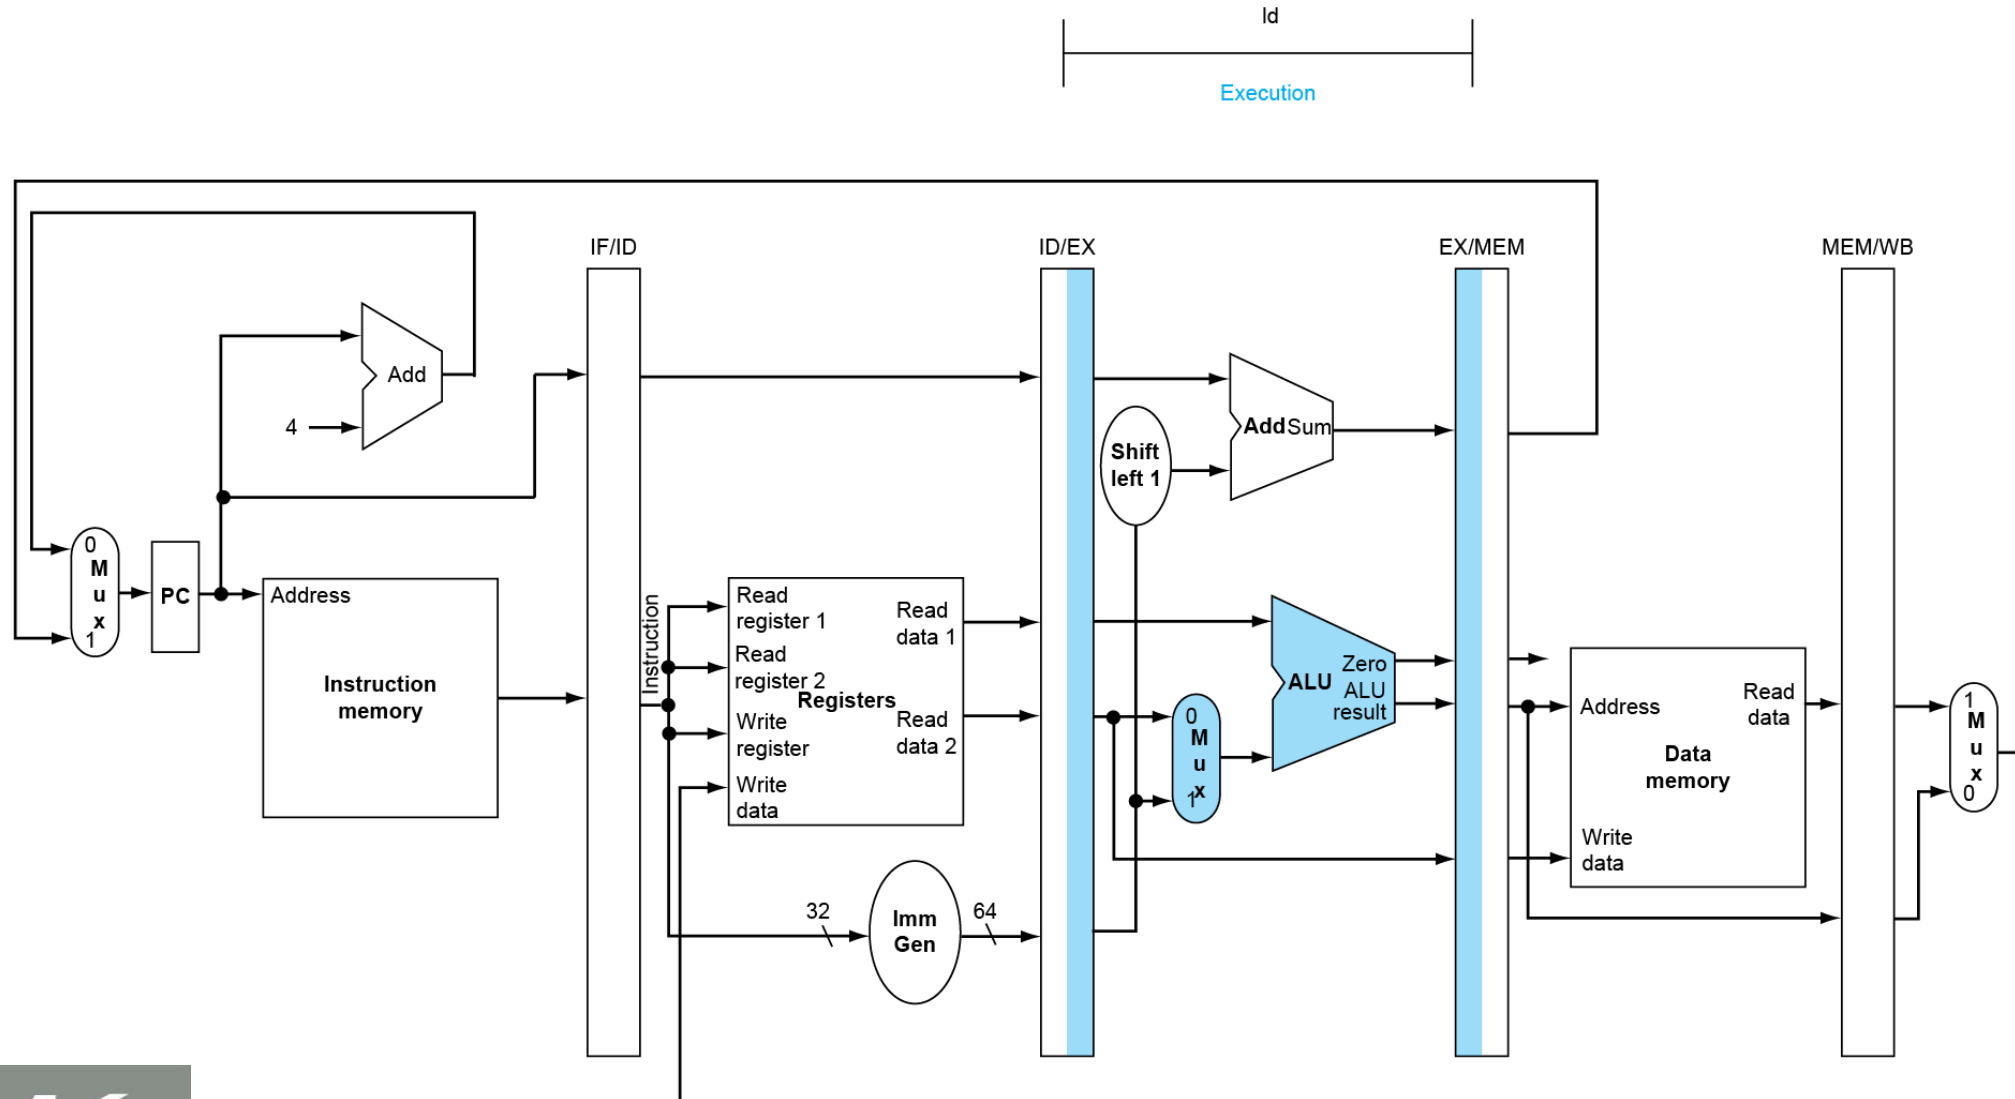 ld
Execution
IF/ID
ID/EX
EX/MEM
MEM/WB
Add
4
Shift
left 1
Add Sum
0
M
u
x
1
PC
Address
Instruction
memory
Instruction
Read
register 1
Read
register 2
Write
register
Write
data
Registers
Read
data 1
Read
data 2
0
M
u
x
1
ALU
Zero
ALU
result
Address
Read
data
Data
memory
Write
data
1
M
u
x
0
32
Imm
Gen
64